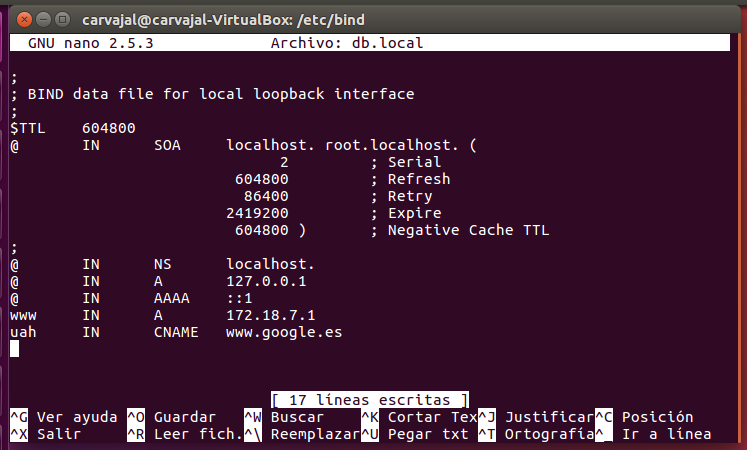 carvajal@carvajal-VirtualBox: /etc/bind
GNU nano 2.5.3 Archivo: db.local
;
; BIND data file for local loopback interface
;
$TTL 604800
@ IN SOA localhost. root.localhost. (
2 ; Serial
604800 ; Refresh
86400 ; Retry
2419200 ; Expire
604800 ) ; Negative Cache TTL
;
@ IN NS localhost.
@ IN A 127.0.0.1
@ IN AAAA ::1
www IN A 172.18.7.1
uah IN CNAME www.google.es
[ 17 líneas escritas ]
^G Ver ayuda ^O Guardar ^W Buscar ^K Cortar Tex^J Justificar^C Posición
^X Salir ^R Leer fich.^\ Reemplazar^U Pegar txt ^T Ortografía^_ Ir a línea